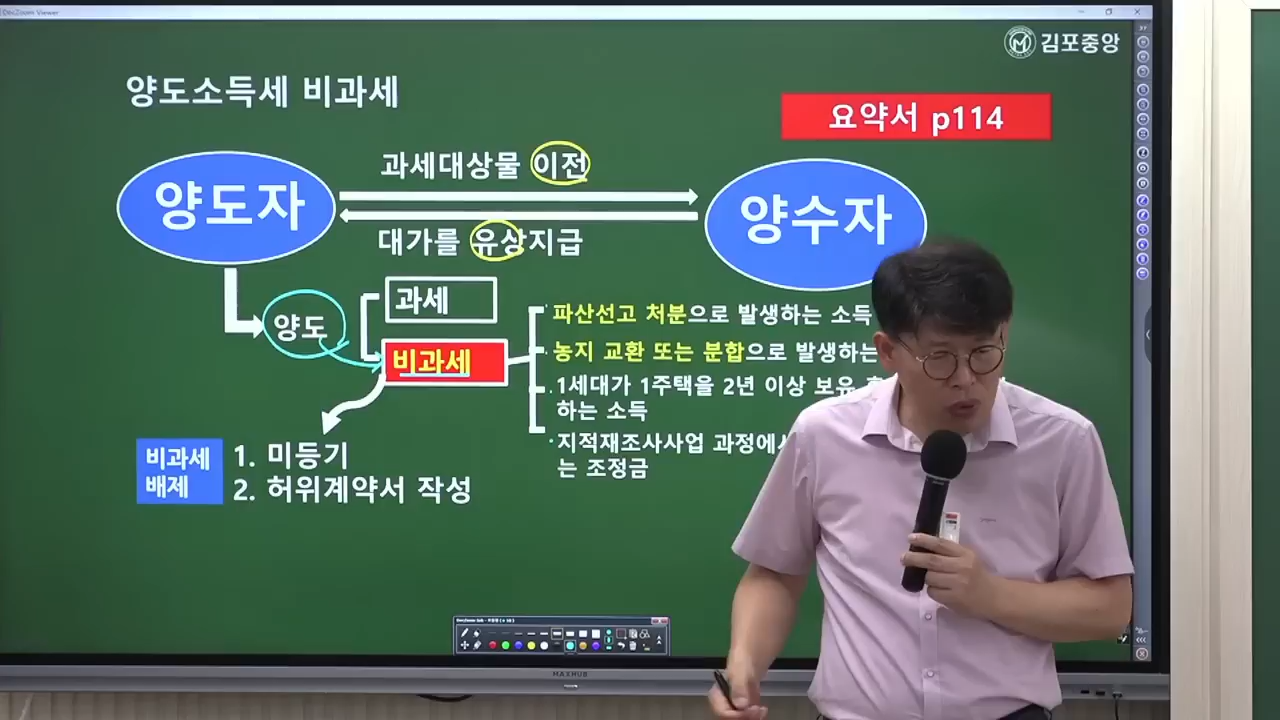 DocZoom Viewer
김포중앙
양도소득세 비과세
요약서 p114
과세대상물 이전
양도자
양수자
대가를 유상지급
양도
과세
비과세
· 파산선고 처분으로 발생하는 소득
· 농지 교환 또는 분합으로 발생하는
· 1세대가 1주택을 2년 이상 보유
하는 소득
· 지적재조사사업 과정에서
는 조정금
비과세
배제
1. 미등기
2. 허위계약서 작성
MAXHUB